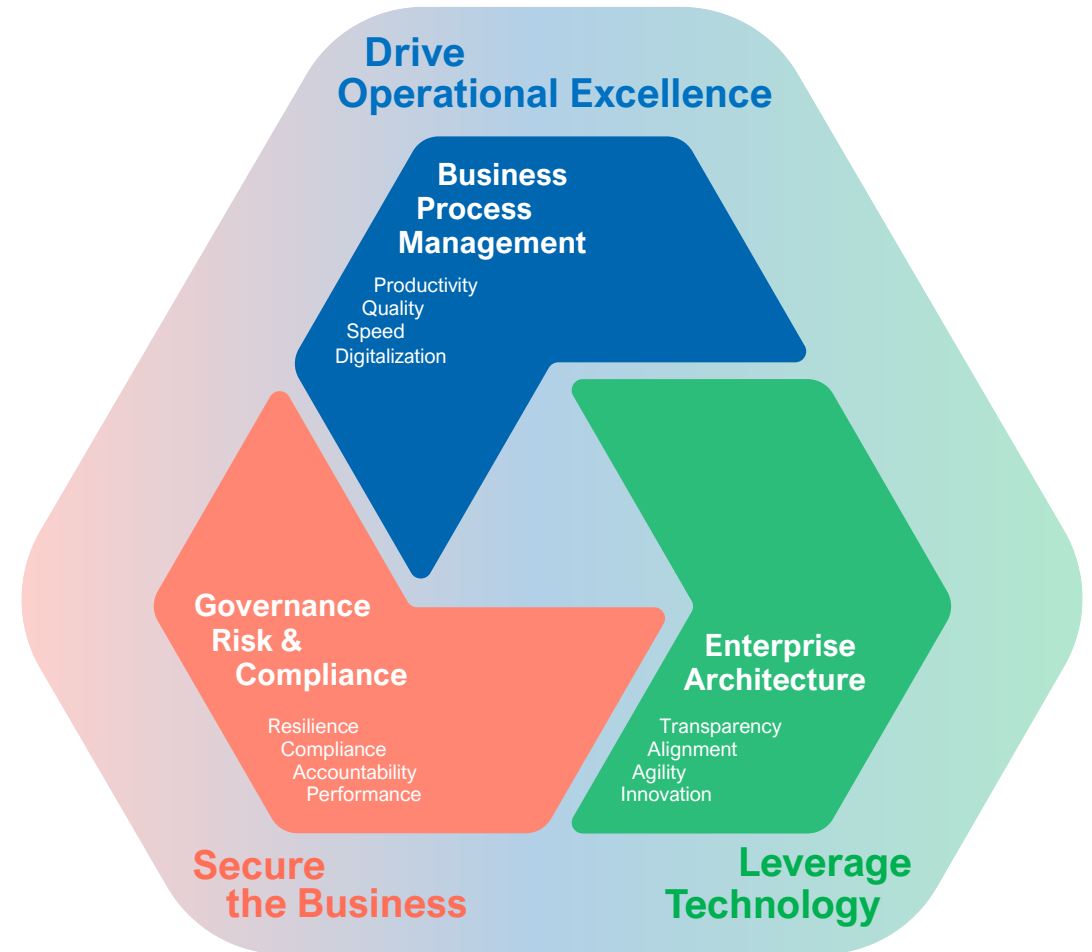 Drive
Operational Excellence
Business
Process
Management
Productivity
Quality
Speed
Digitalization
Governance
Risk &
Compliance
Resilience
Compliance
Accountability
Performance
Enterprise
Architecture
Transparency
Alignment
Agility
Innovation
Secure
the Business
Leverage
Technology